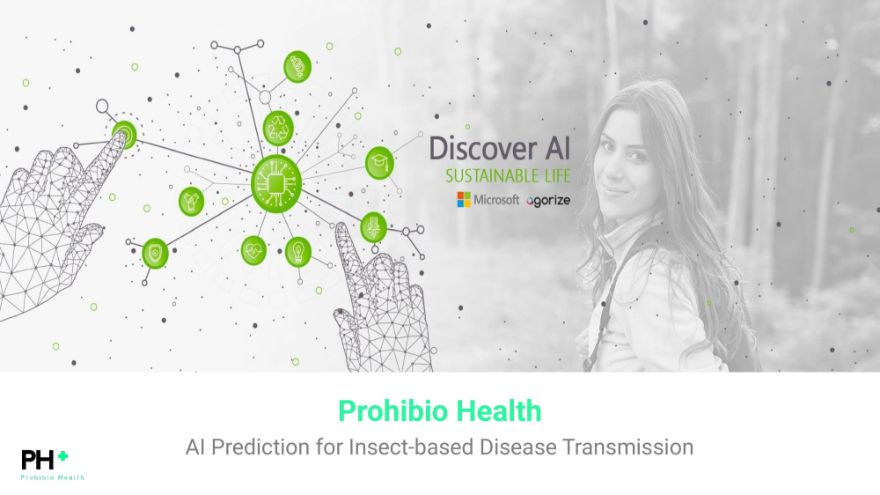 Discover AI
SUSTAINABLE LIFE
Microsoft agorize
Prohibio Health
AI Prediction for Insect-based Disease Transmission
PH+
Prohibio Health